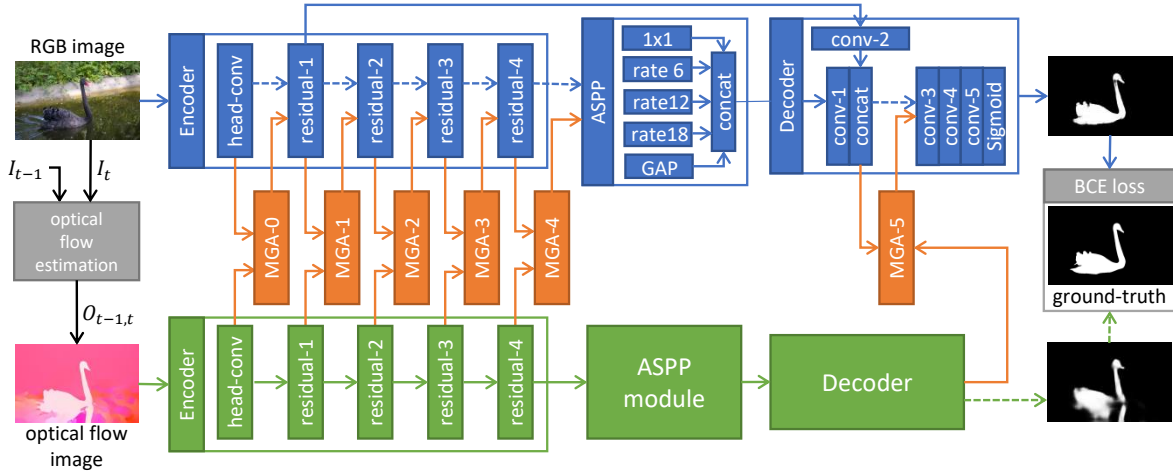 RGB image
I_{t-1}
I_t
optical
flow
estimation
O_{t-1,t}
optical flow
image
Encoder
head-conv
residual-1
residual-2
residual-3
residual-4
ASPP
1x1
rate 6
rate12
rate18
GAP
concat
Decoder
conv-2
conv-1
concat
conv-3
conv-4
conv-5
Sigmoid
MGA-0
MGA-1
MGA-2
MGA-3
MGA-4
MGA-5
BCE loss
ground-truth
Encoder
head-conv
residual-1
residual-2
residual-3
residual-4
ASPP
module
Decoder